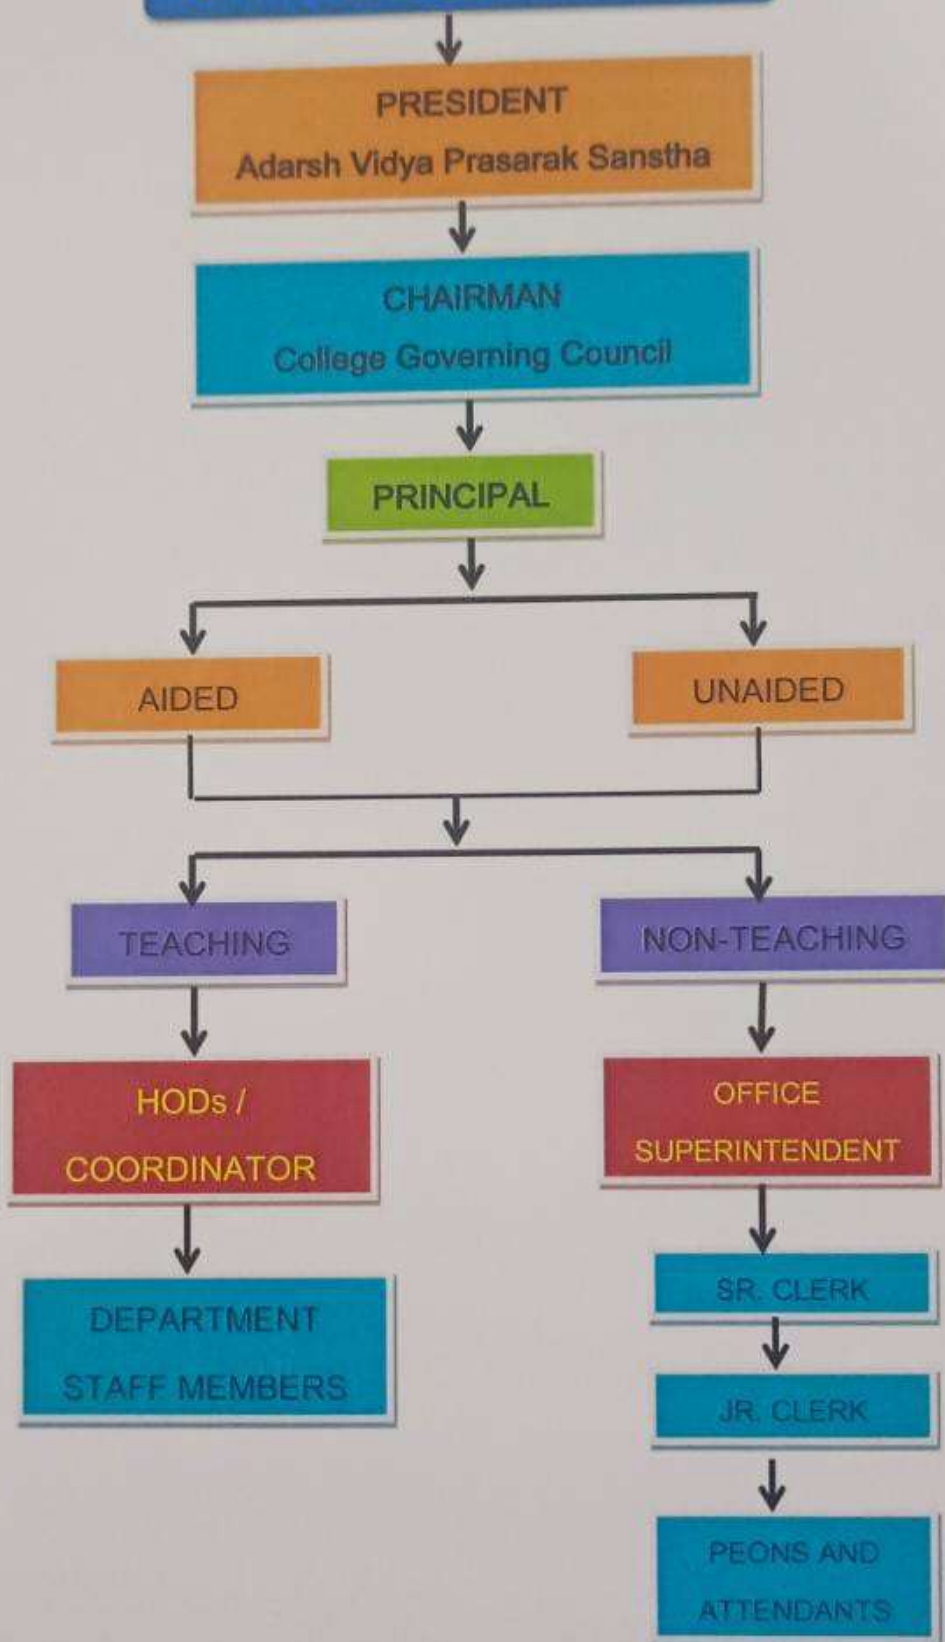 PRESIDENT
Adarsh Vidya Prasarak Sanstha
CHAIRMAN
College Governing Council
PRINCIPAL
AIDED
UNAIDED
TEACHING
NON-TEACHING
HODs /
COORDINATOR
OFFICE
SUPERINTENDENT
DEPARTMENT
STAFF MEMBERS
SR. CLERK
JR. CLERK
PEONS AND
ATTENDANTS